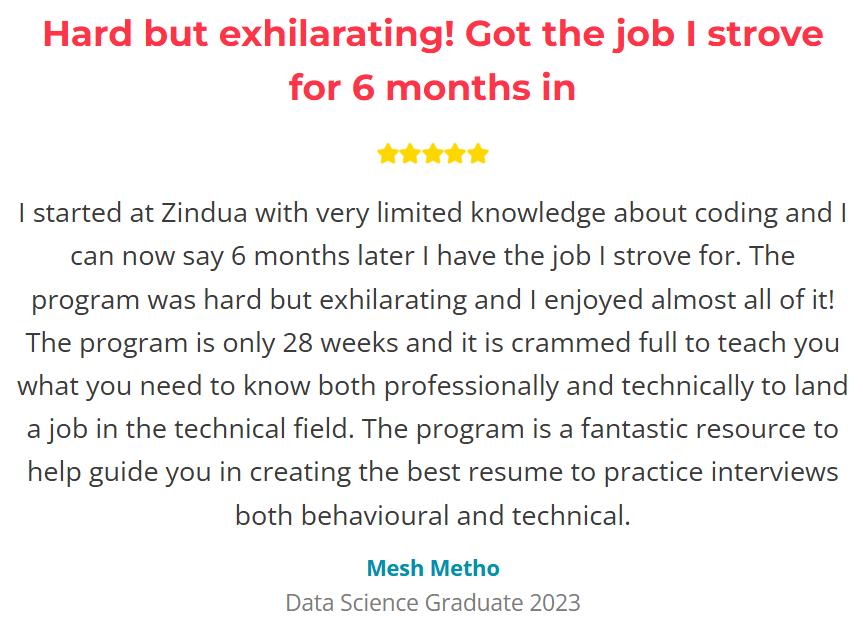 Hard but exhilarating! Got the job I strove
for 6 months in
I started at Zindua with very limited knowledge about coding and I
can now say 6 months later I have the job I strove for. The
program was hard but exhilarating and I enjoyed almost all of it!
The program is only 28 weeks and it is crammed full to teach you
what you need to know both professionally and technically to land
a job in the technical field. The program is a fantastic resource to
help guide you in creating the best resume to practice interviews
both behavioural and technical.
Mesh Metho
Data Science Graduate 2023